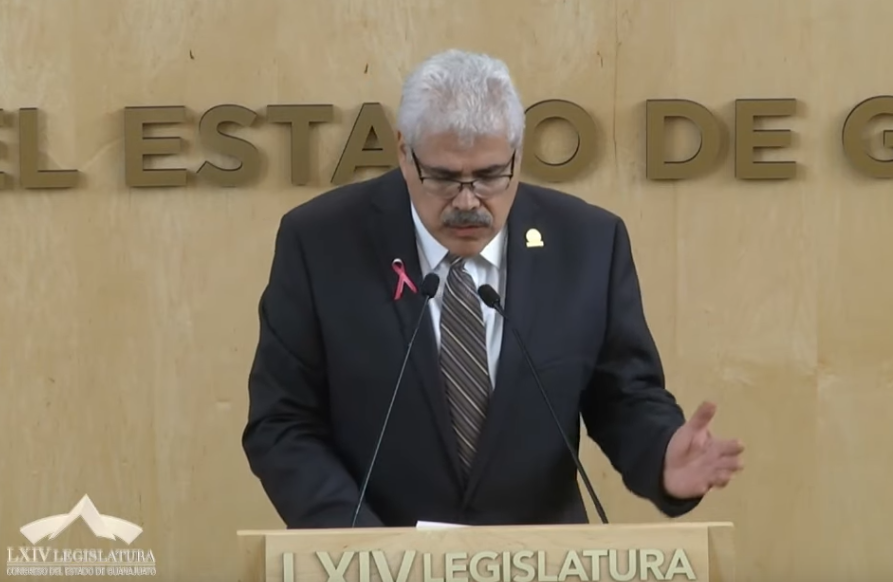 EL ESTADO DE G
LXIV LEGISLATURA
CONGRESO DEL ESTADO DE GUANAJUATO
LXIV LEGISLATURA